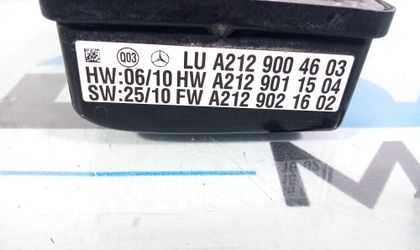 Q03 LU A212 900 46 03
HW:06/10 HW A212 901 15 04
SW:25/10 FW A212 902 16 02